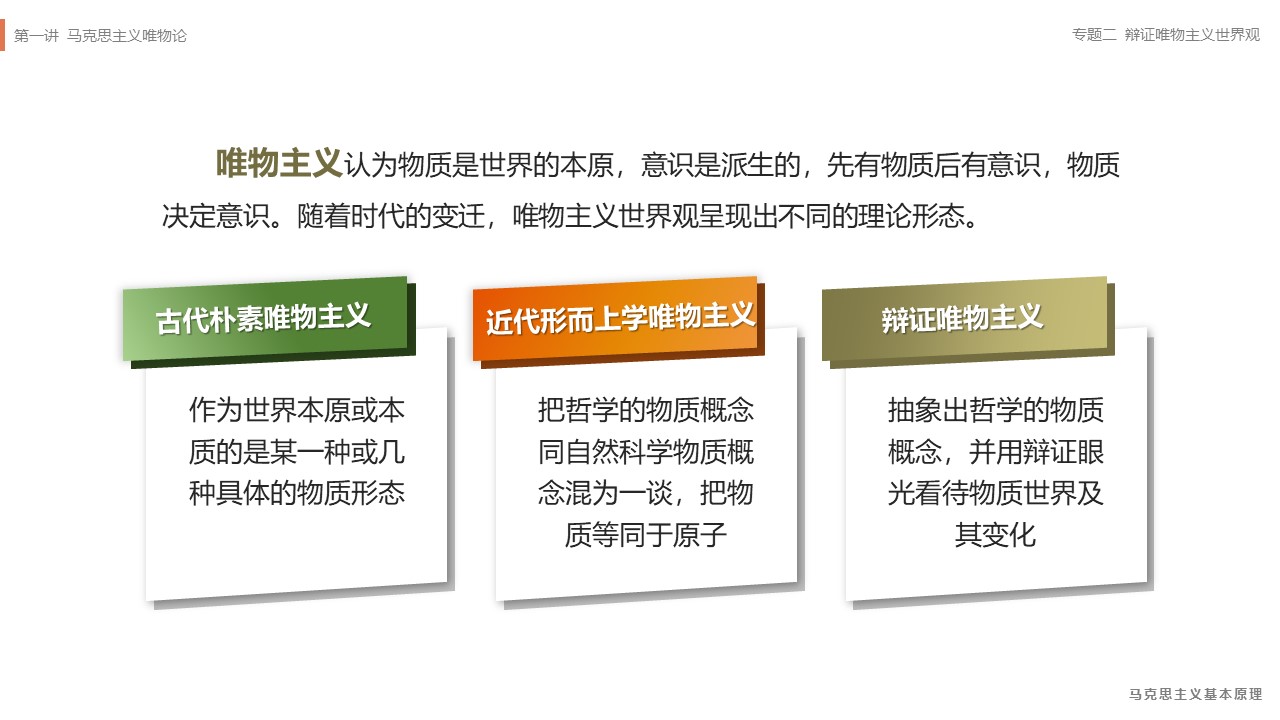 第一讲 马克思主义唯物论
专题二 辩证唯物主义世界观
唯物主义认为物质是世界的本原，意识是派生的，先有物质后有意识，物质
决定意识。随着时代的变迁，唯物主义世界观呈现出不同的理论形态。
古代朴素唯物主义
作为世界本原或本
质的是某一种或几
种具体的物质形态
近代形而上学唯物主义
把哲学的物质概念
同自然科学物质概
念混为一谈，把物
质等同于原子
辩证唯物主义
抽象出哲学的物质
概念，并用辩证眼
光看待物质世界及
其变化
马克思主义基本原理